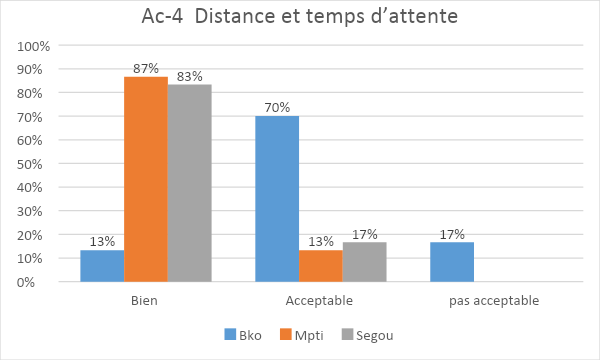 Ac-4  Distance et temps d’attente
100%
90%
80%
70%
60%
50%
40%
30%
20%
10%
0%
13%
87%
83%
70%
13%
17%
17%
Bien
Acceptable
pas acceptable
Bko
Mpti
Segou